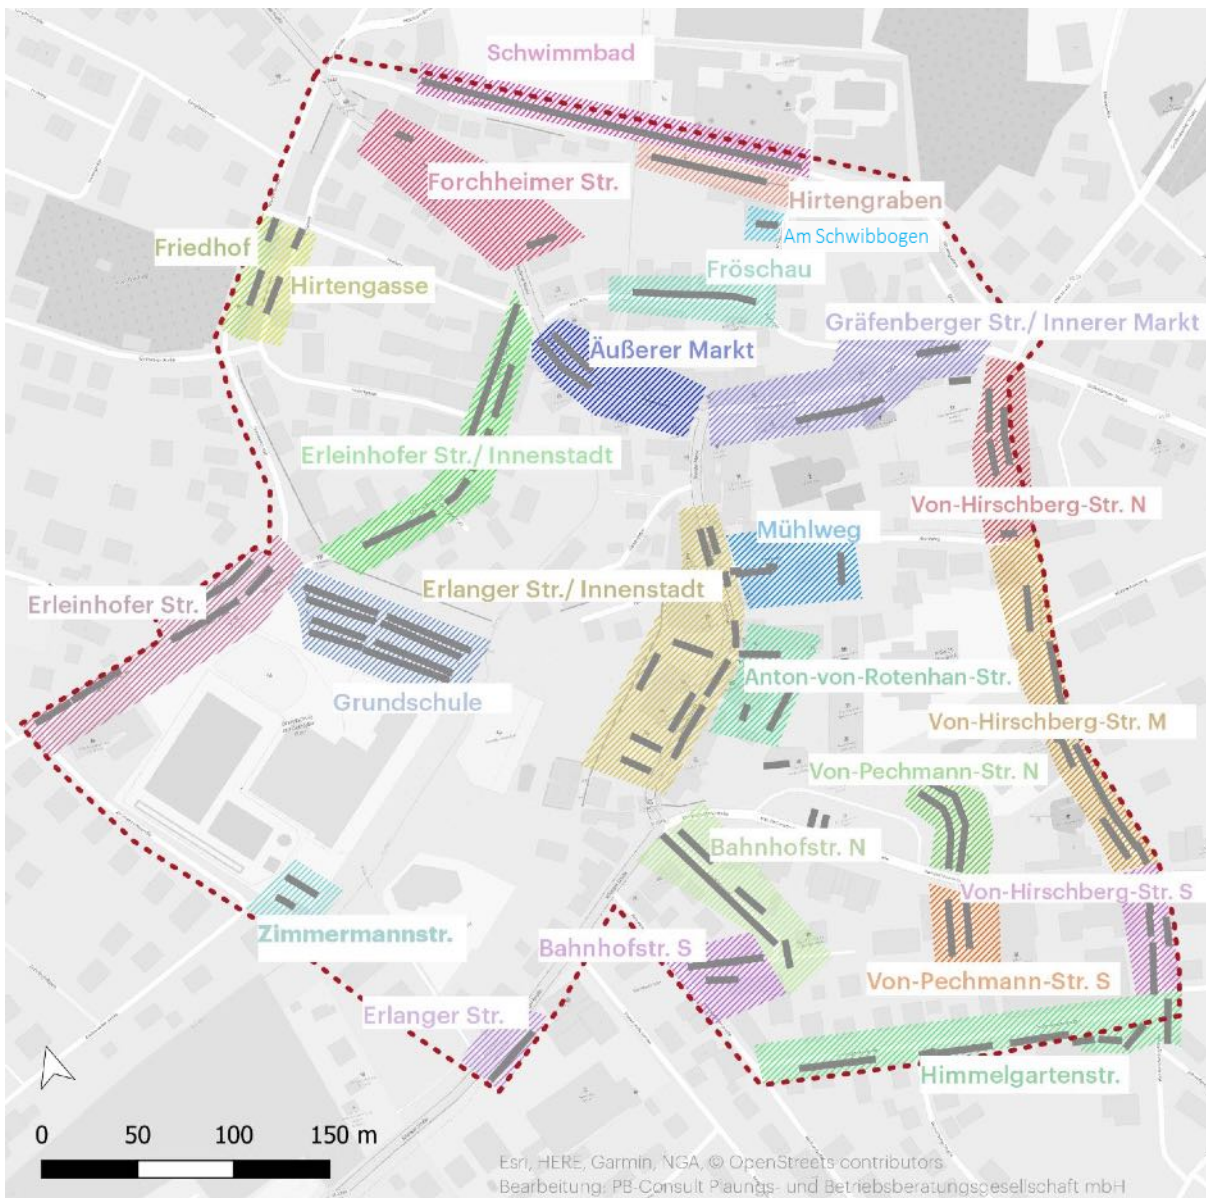 Schwimmbad
Forchheimer Str.
Hirtengraben
Am Schwibbogen
Friedhof
Fröschau
Hirtengasse
Gräfenberger Str./ Innerer Markt
Äußerer Markt
Erleinhofer Str./ Innenstadt
Von-Hirschberg-Str. N
Mühlweg
Erlanger Str./ Innenstadt
Erleinhofer Str.
Anton-von-Rotenhan-Str.
Grundschule
Von-Hirschberg-Str. M
Von-Pechmann-Str. N
Bahnhofstr. N
Von-Hirschberg-Str. S
Zimmermannstr.
Bahnhofstr. S
Von-Pechmann-Str. S
Erlanger Str.
Himmelgartenstr.
0 50 100 150 m
Esri, HERE, Garmin, NGA, © OpenStreets contributors
Bearbeitung: PB-Consult Plaungs- und Betriebsberatungsgesellschaft mbH